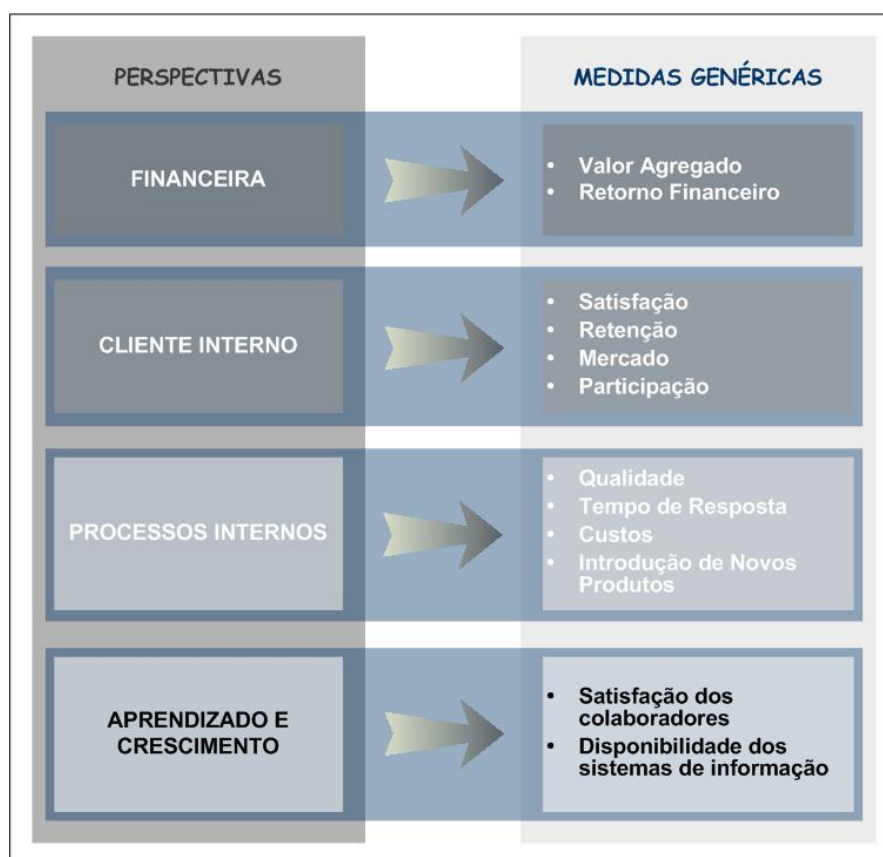 PERSPECTIVAS
MEDIDAS GENÉRICAS
FINANCEIRA
• Valor Agregado
• Retorno Financeiro
CLIENTE INTERNO
• Satisfação
• Retenção
• Mercado
• Participação
PROCESSOS INTERNOS
• Qualidade
• Tempo de Resposta
• Custos
• Introdução de Novos
Produtos
APRENDIZADO E
CRESCIMENTO
• Satisfação dos
colaboradores
• Disponibilidade dos
sistemas de informação